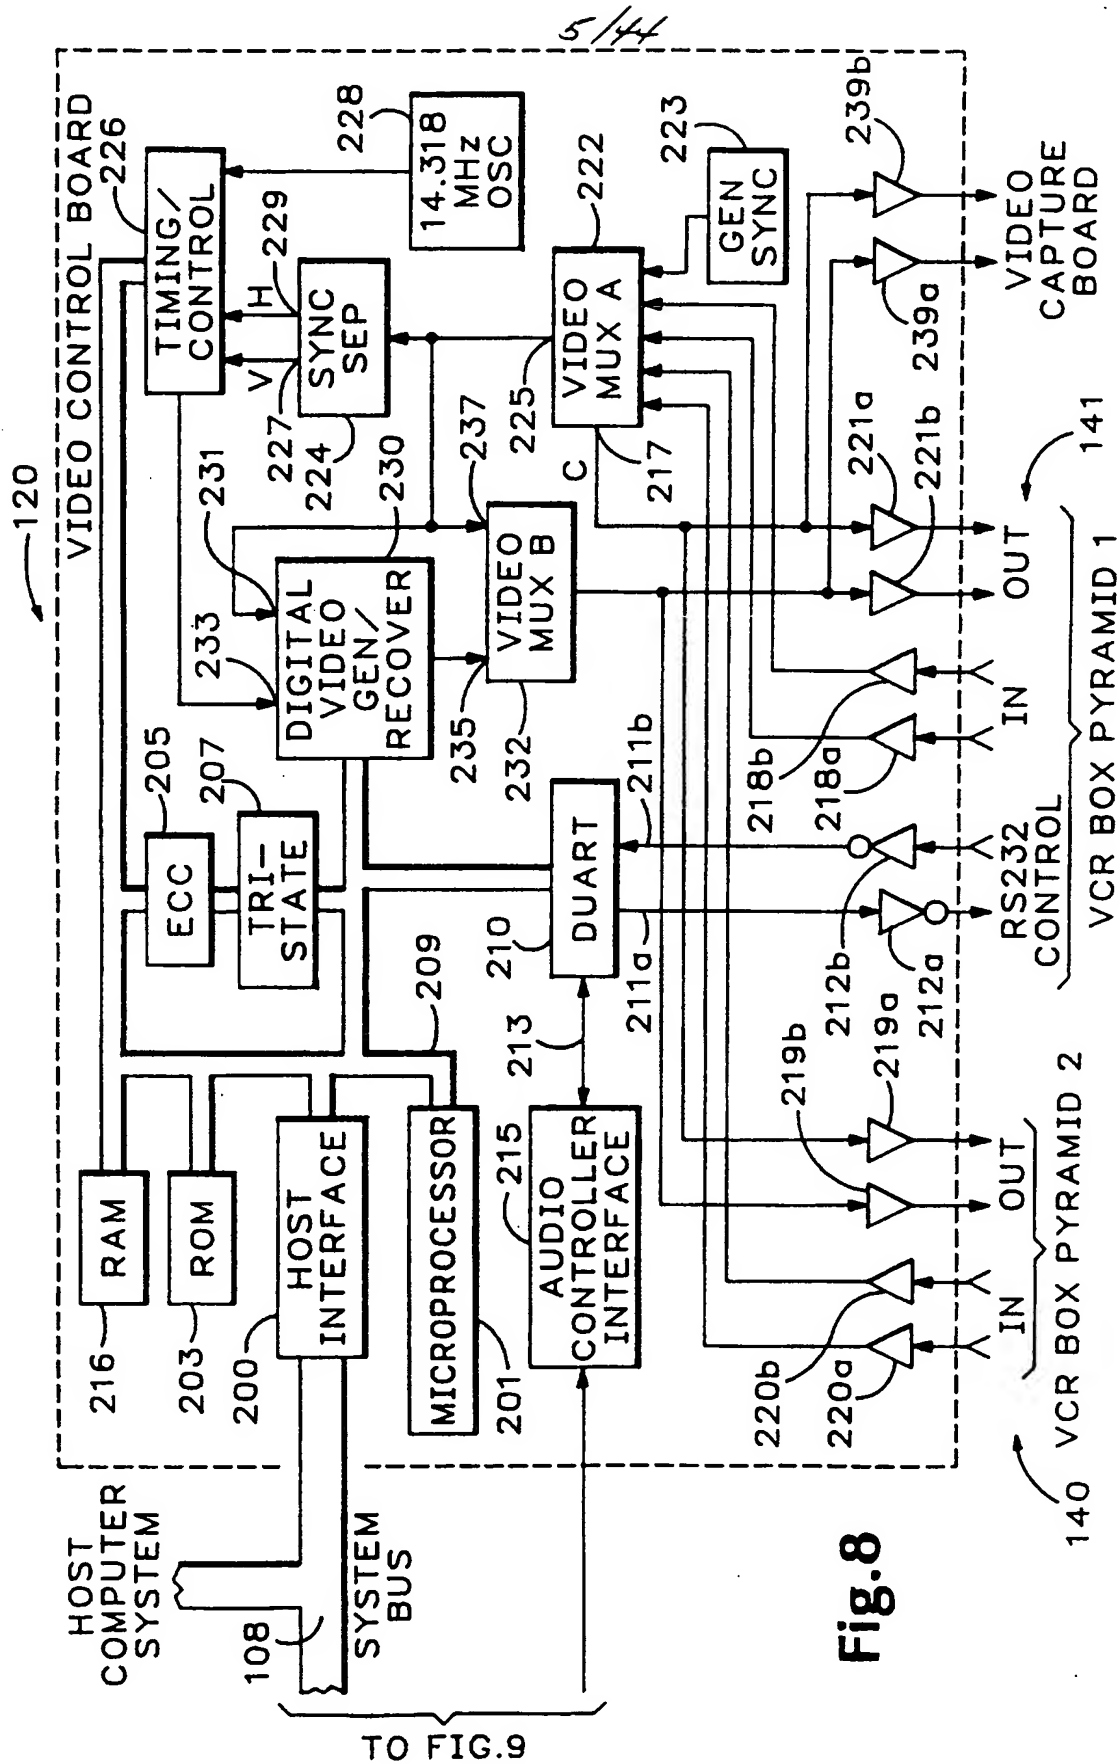 5/44
120
VIDEO CONTROL BOARD
HOST
COMPUTER
SYSTEM
108
SYSTEM
BUS
TO FIG.9
216
RAM
203
ROM
200
HOST
INTERFACE
201
MICROPROCESSOR
209
205
ECC
207
TRI-
STATE
226
TIMING/
CONTROL
228
14.318
MHz
OSC
V
H
227
229
224
SYNC
SEP
231
233
230
DIGITAL
VIDEO
GEN/
RECOVER
235
237
232
VIDEO
MUX B
225
222
VIDEO
MUX A
C
217
223
GEN
SYNC
210
DUART
211a
211b
213
215
AUDIO
CONTROLLER
INTERFACE
220b
220a
219b
219a
212b
212a
218b
218a
221a
221b
239a
239b
IN
OUT
RS232
CONTROL
IN
OUT
VIDEO
CAPTURE
BOARD
140
VCR BOX PYRAMID 2
VCR BOX PYRAMID 1
141
Fig.8